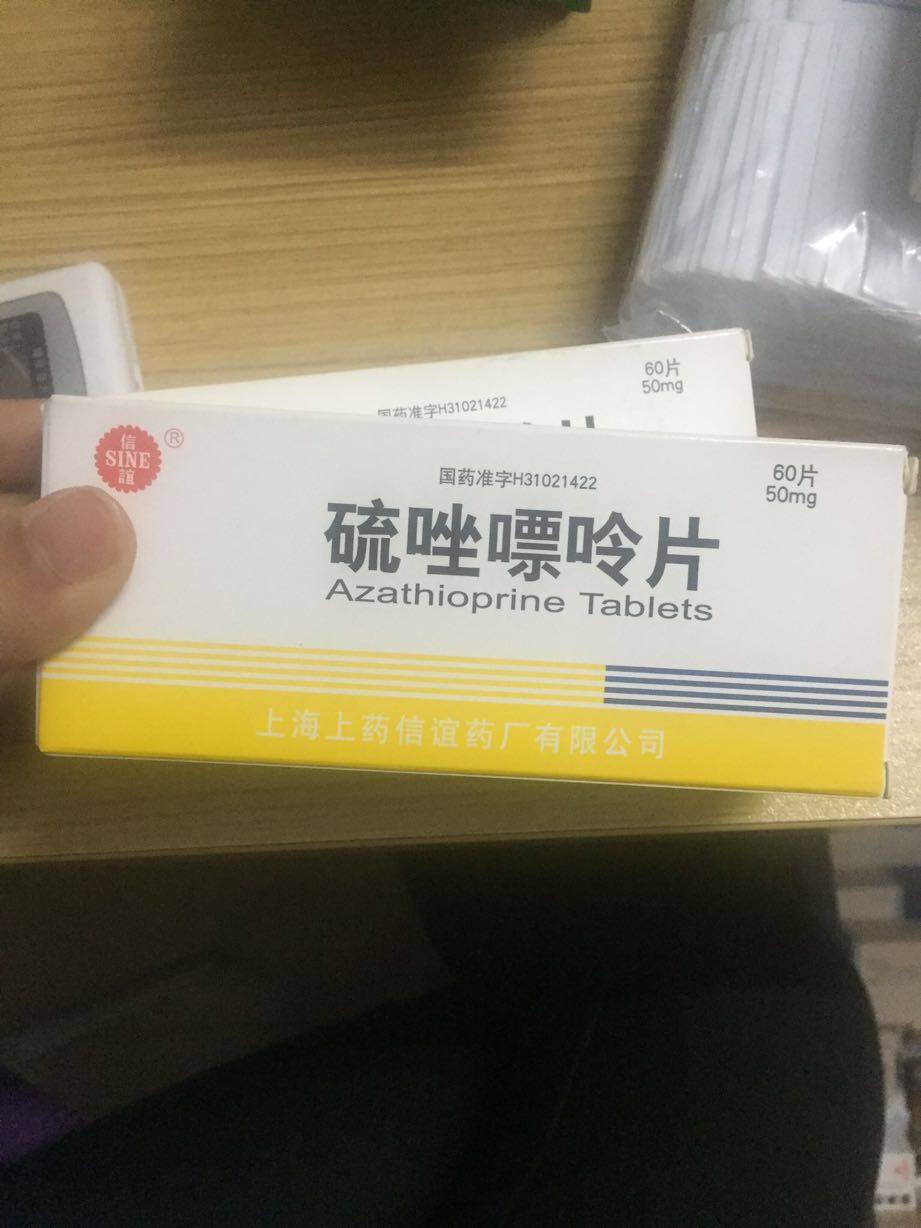 60片
50mg
国药准字H31021422
信
SINE
誼
®
国药准字H31021422
60片
50mg
硫唑嘌呤片
Azathioprine Tablets
上海上药信谊药厂有限公司